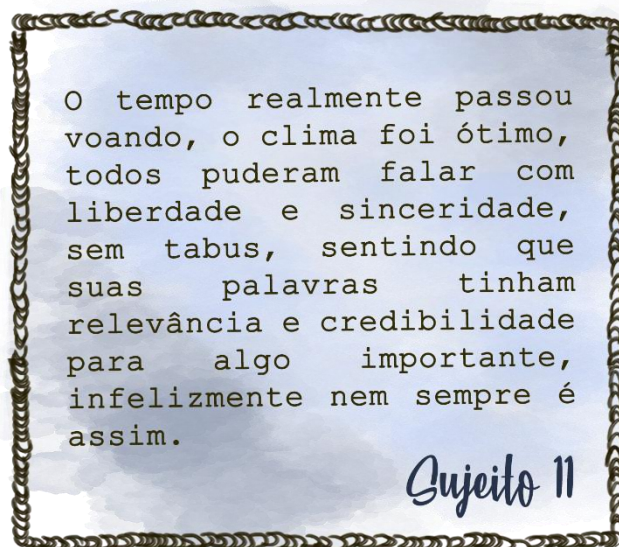 O tempo realmente passou
voando, o clima foi ótimo,
todos puderam falar com
liberdade e sinceridade,
sem tabus, sentindo que
suas palavras tinham
relevância e credibilidade
para algo importante,
infelizmente nem sempre é
assim.
Sujeito 11